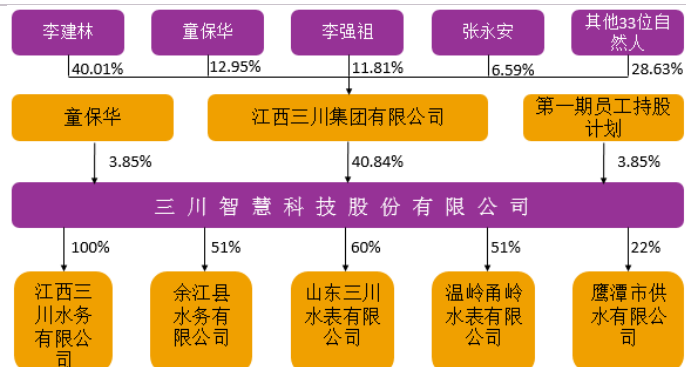 李建林
童保华
李强祖
张永安
其他33位自
然人
40.01%
12.95%
11.81%
6.59%
28.63%
童保华
江西三川集团有限公司
第一期员工持股
计划
3.85%
40.84%
3.85%
三川智慧科技股份有限公司
100%
51%
60%
51%
22%
江西三
川水务
有限公
司
余江县
水务有
限公司
山东三川
水表有限
公司
温岭甬岭
水表有限
公司
鹰潭市供
水有限公
司